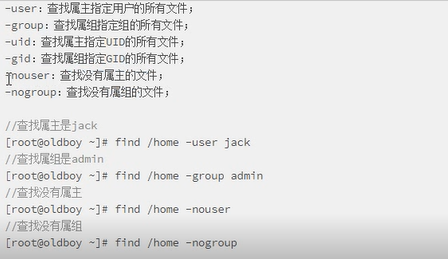 -user: 查找属主指定用户的所有文件;
-group: 查找属组指定组的所有文件;
-uid: 查找属主指定UID的所有文件;
-gid: 查找属组指定GID的所有文件;
-nouser: 查找没有属主的文件;
-nogroup: 查找没有属组的文件;
//查找属主是jack
[root@oldboy ~]# find /home -user jack
//查找属组是admin
[root@oldboy ~]# find /home -group admin
//查找没有属主
[root@oldboy ~]# find /home -nouser
//查找没有属组
[root@oldboy ~]# find /home -nogroup